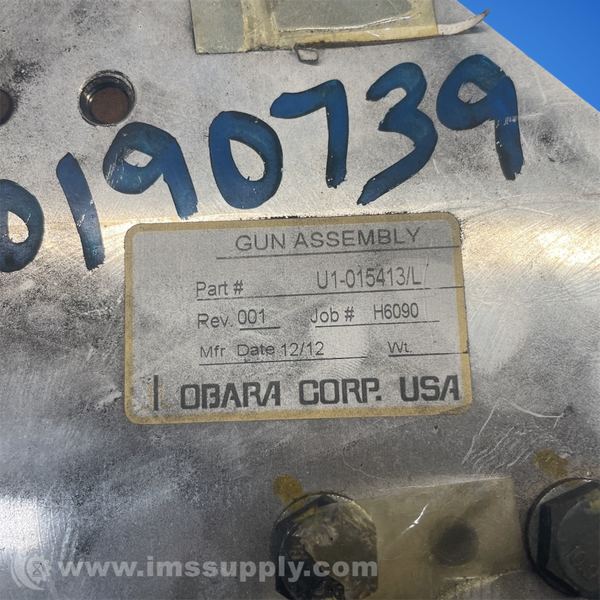 0190739
GUN ASSEMBLY
Part # U1-015413/L
Rev. 001 Job # H6090
Mfr Date 12/12 Wt.
OBARA CORP. USA
www.imssupply.com